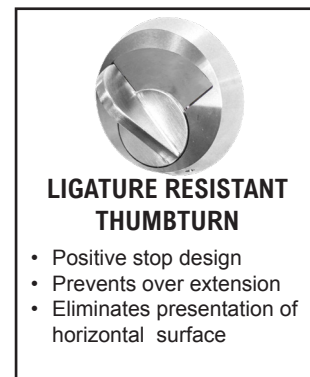 LIGATURE RESISTANT
THUMBTURN
• Positive stop design
• Prevents over extension
• Eliminates presentation of
horizontal surface